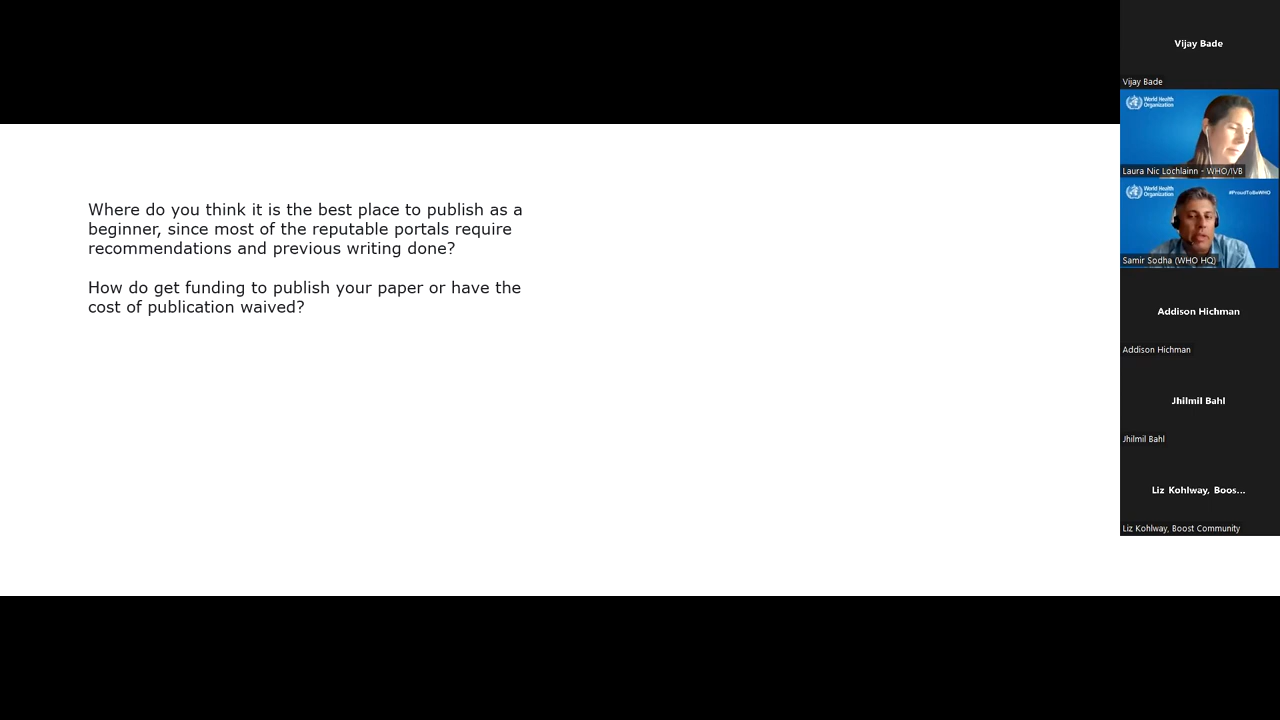 Where do you think it is the best place to publish as a
beginner, since most of the reputable portals require
recommendations and previous writing done?
How do get funding to publish your paper or have the
cost of publication waived?
Vijay Bade
Vijay Bade
World Health
Organization
Laura Nic Lochlainn - WHO/IVB
World Health
Organization
#ProudToBeWHO
Samir Sodha (WHO HQ)
Addison Hichman
Addison Hichman
Jhilmil Bahl
Jhilmil Bahl
Liz Kohlway, Boos...
Liz Kohlway, Boost Community